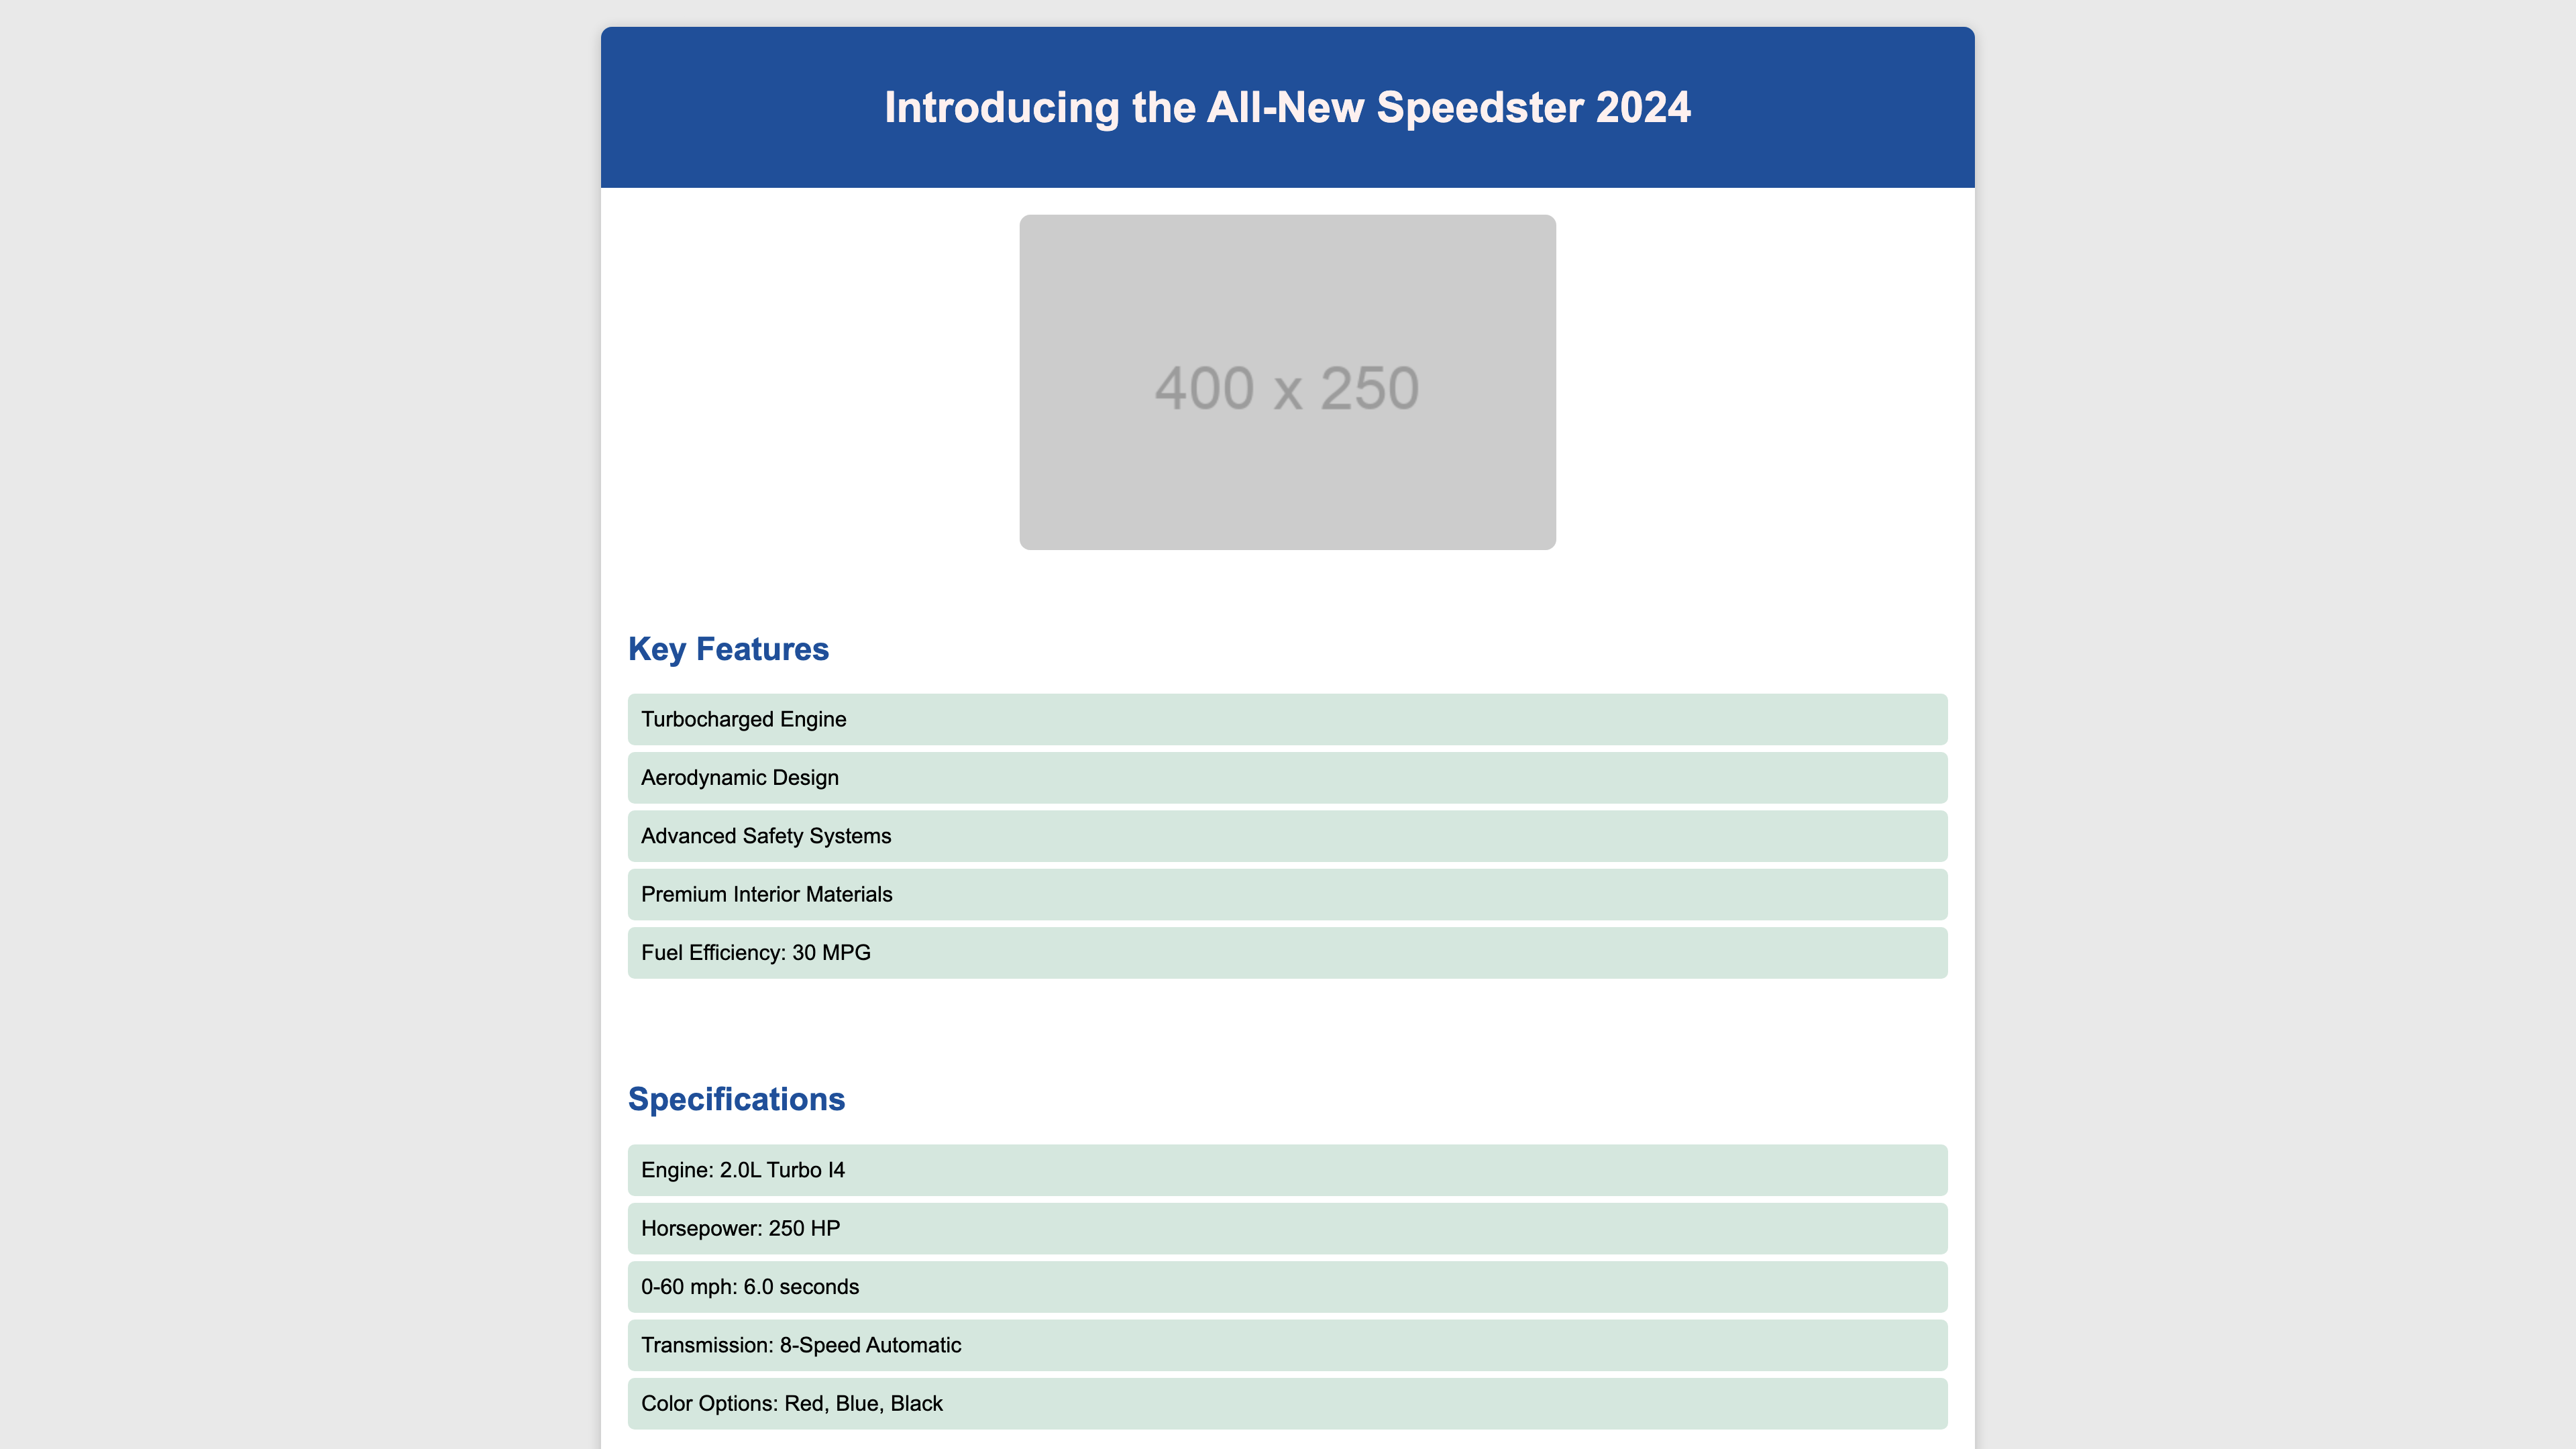 Introducing the All-New Speedster 2024
400 x 250
Key Features
Turbocharged Engine
Aerodynamic Design
Advanced Safety Systems
Premium Interior Materials
Fuel Efficiency: 30 MPG
Specifications
Engine: 2.0L Turbo I4
Horsepower: 250 HP
0-60 mph: 6.0 seconds
Transmission: 8-Speed Automatic
Color Options: Red, Blue, Black